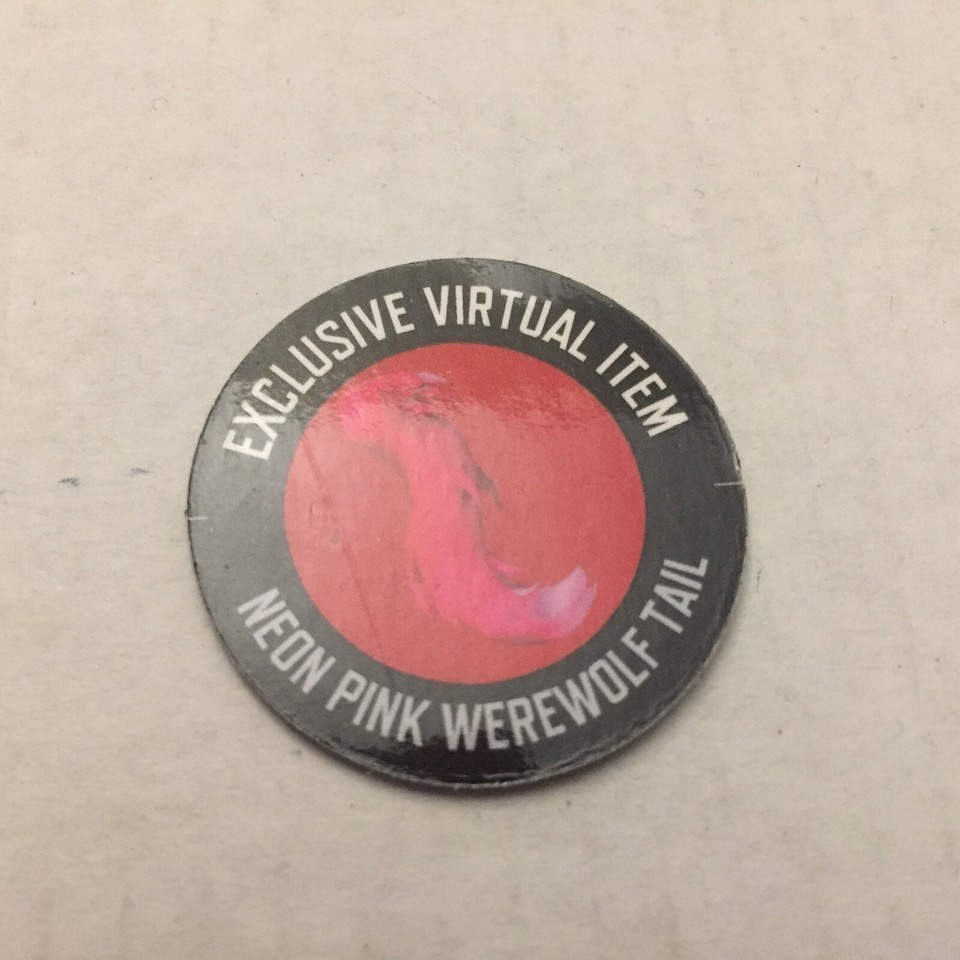 EXCLUSIVE VIRTUAL ITEM
NEON PINK WEREWOLF TAIL